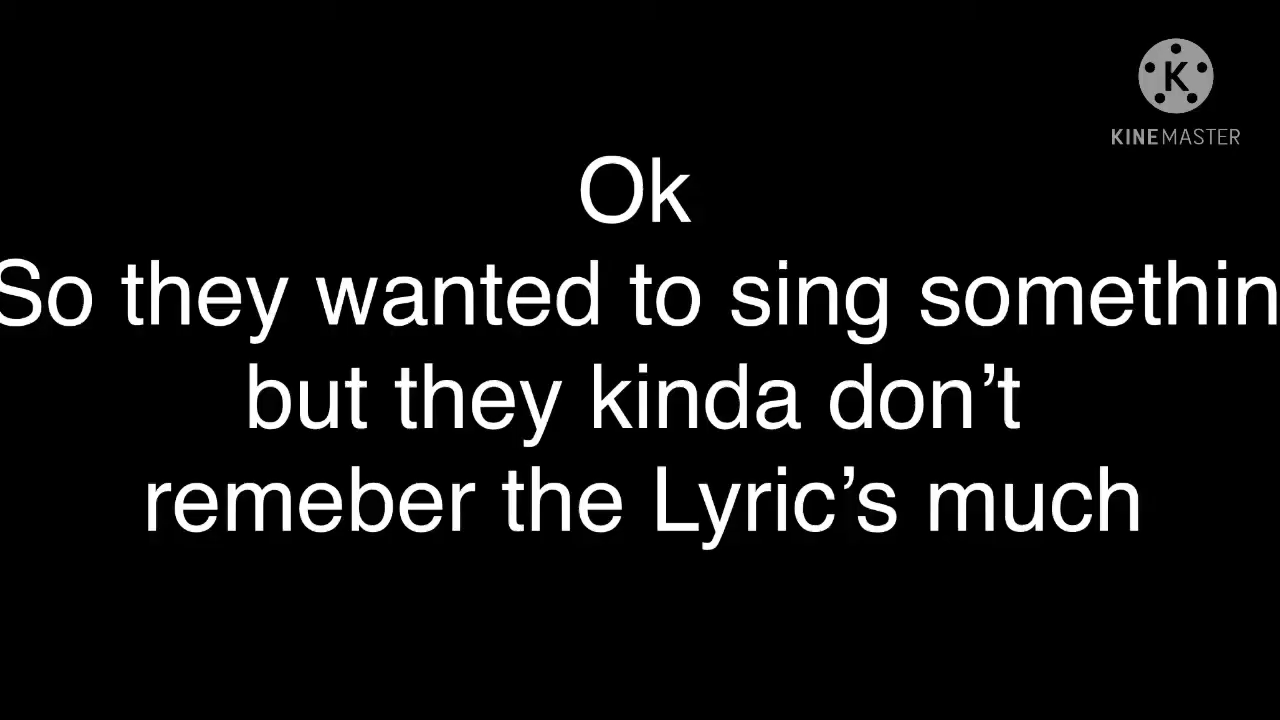 K
KINEMASTER
Ok
So they wanted to sing somethin
but they kinda don’t
remeber the Lyric’s much